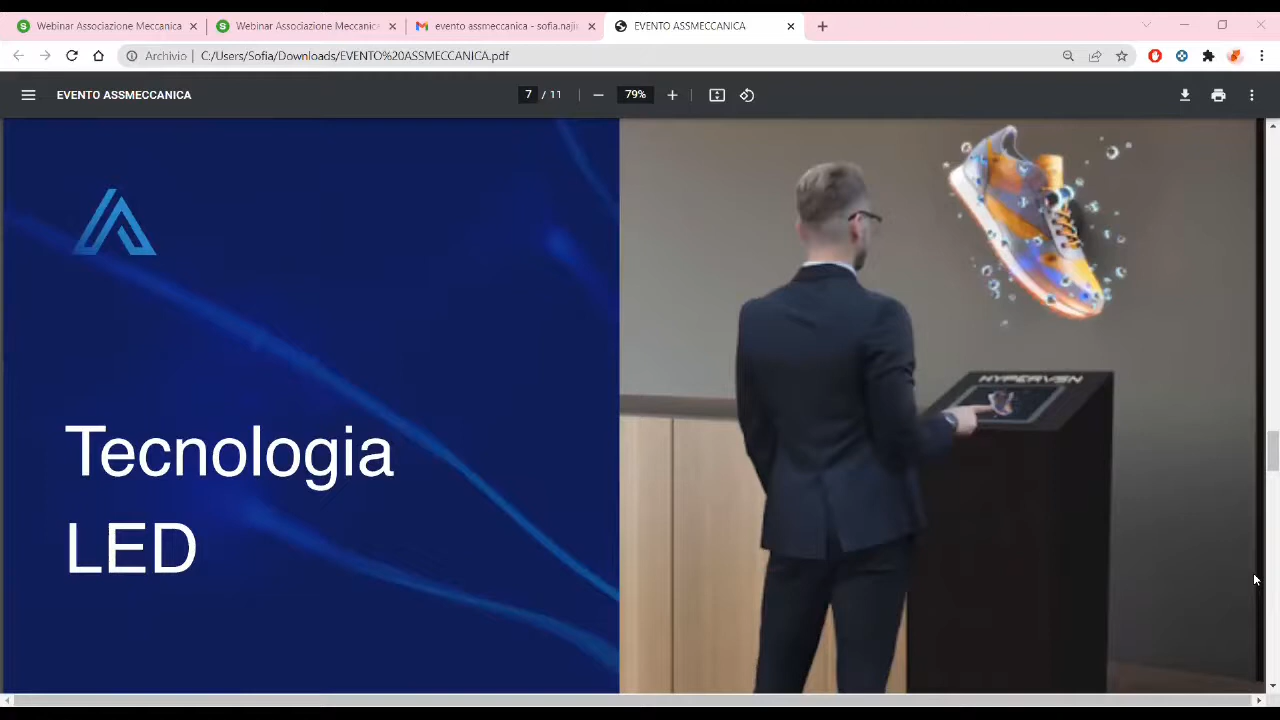 Webinar Associazione Meccanica
Webinar Associazione Meccanica
evento assmeccanica - sofia.naji
EVENTO ASSMECCANICA
Archivio
C:/Users/Sofia/Downloads/EVENTO%20ASSMECCANICA.pdf
EVENTO ASSMECCANICA
7 / 11
79%
HYPERVSN
Tecnologia
LED